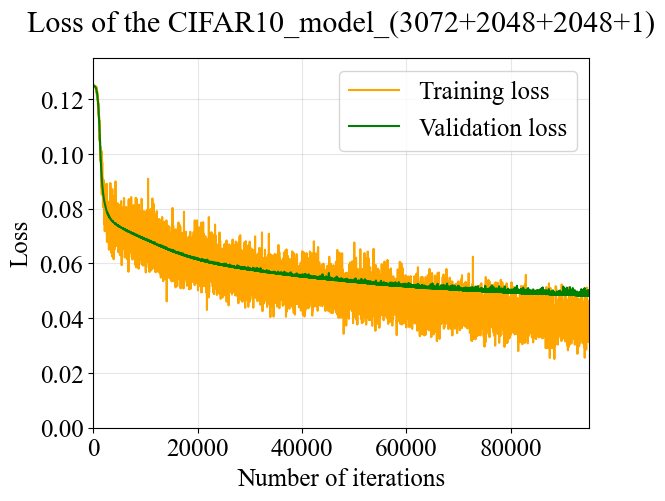 Loss of the CIFAR10_model_(3072+2048+2048+1)
Training loss
Validation loss
Loss
0.12
0.10
0.08
0.06
0.04
0.02
0.00
0
20000
40000
60000
80000
Number of iterations